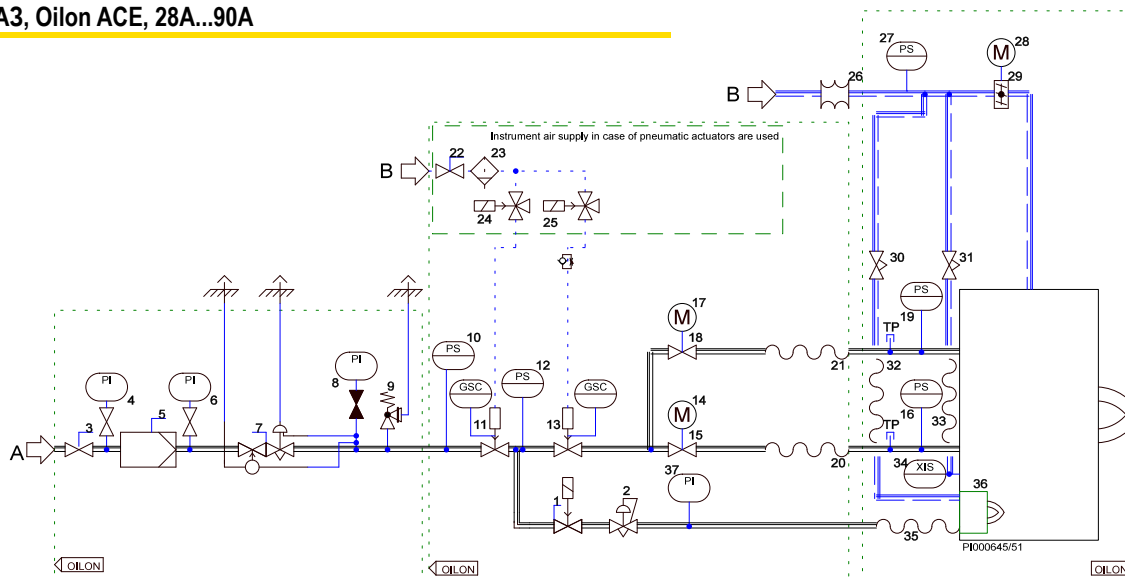 A3, Oilon ACE, 28A...90A
27
PS
M
28
26
29
B
Instrument air supply in case of pneumatic actuators are used
B
22
23
24
25
30
31
17
M
18
PS
19
TP
10
PS
12
PS
PI
8
9
GSC
GSC
21
32
PI
4
5
PI
6
7
11
13
14
M
15
PS
16
33
TP
A
3
20
34
XIS
37
PI
1
2
36
35
PI000645/51
OILON
OILON
OILON